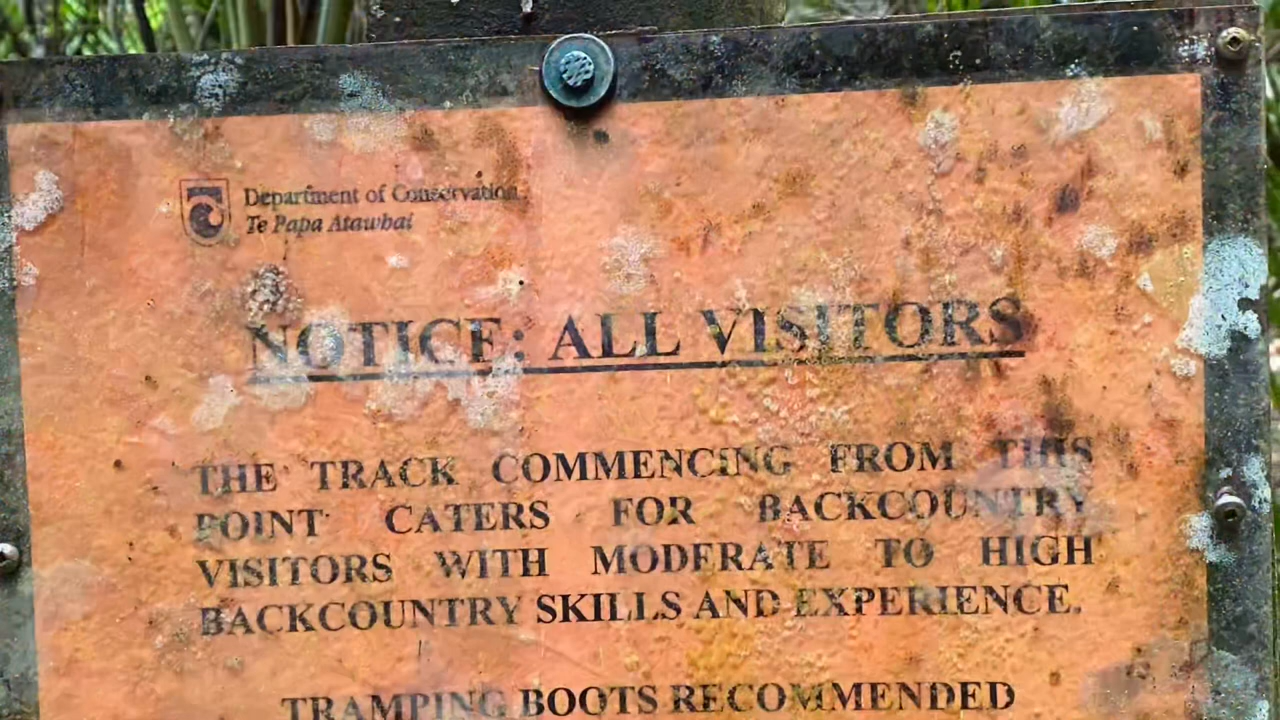 Department of Conservation
Te Papa Atawhai
NOTICE: ALL VISITORS
THE TRACK COMMENCING FROM THIS
POINT CATERS FOR BACKCOUNTRY
VISITORS WITH MODERATE TO HIGH
BACKCOUNTRY SKILLS AND EXPERIENCE.
TRAMPING BOOTS RECOMMENDED